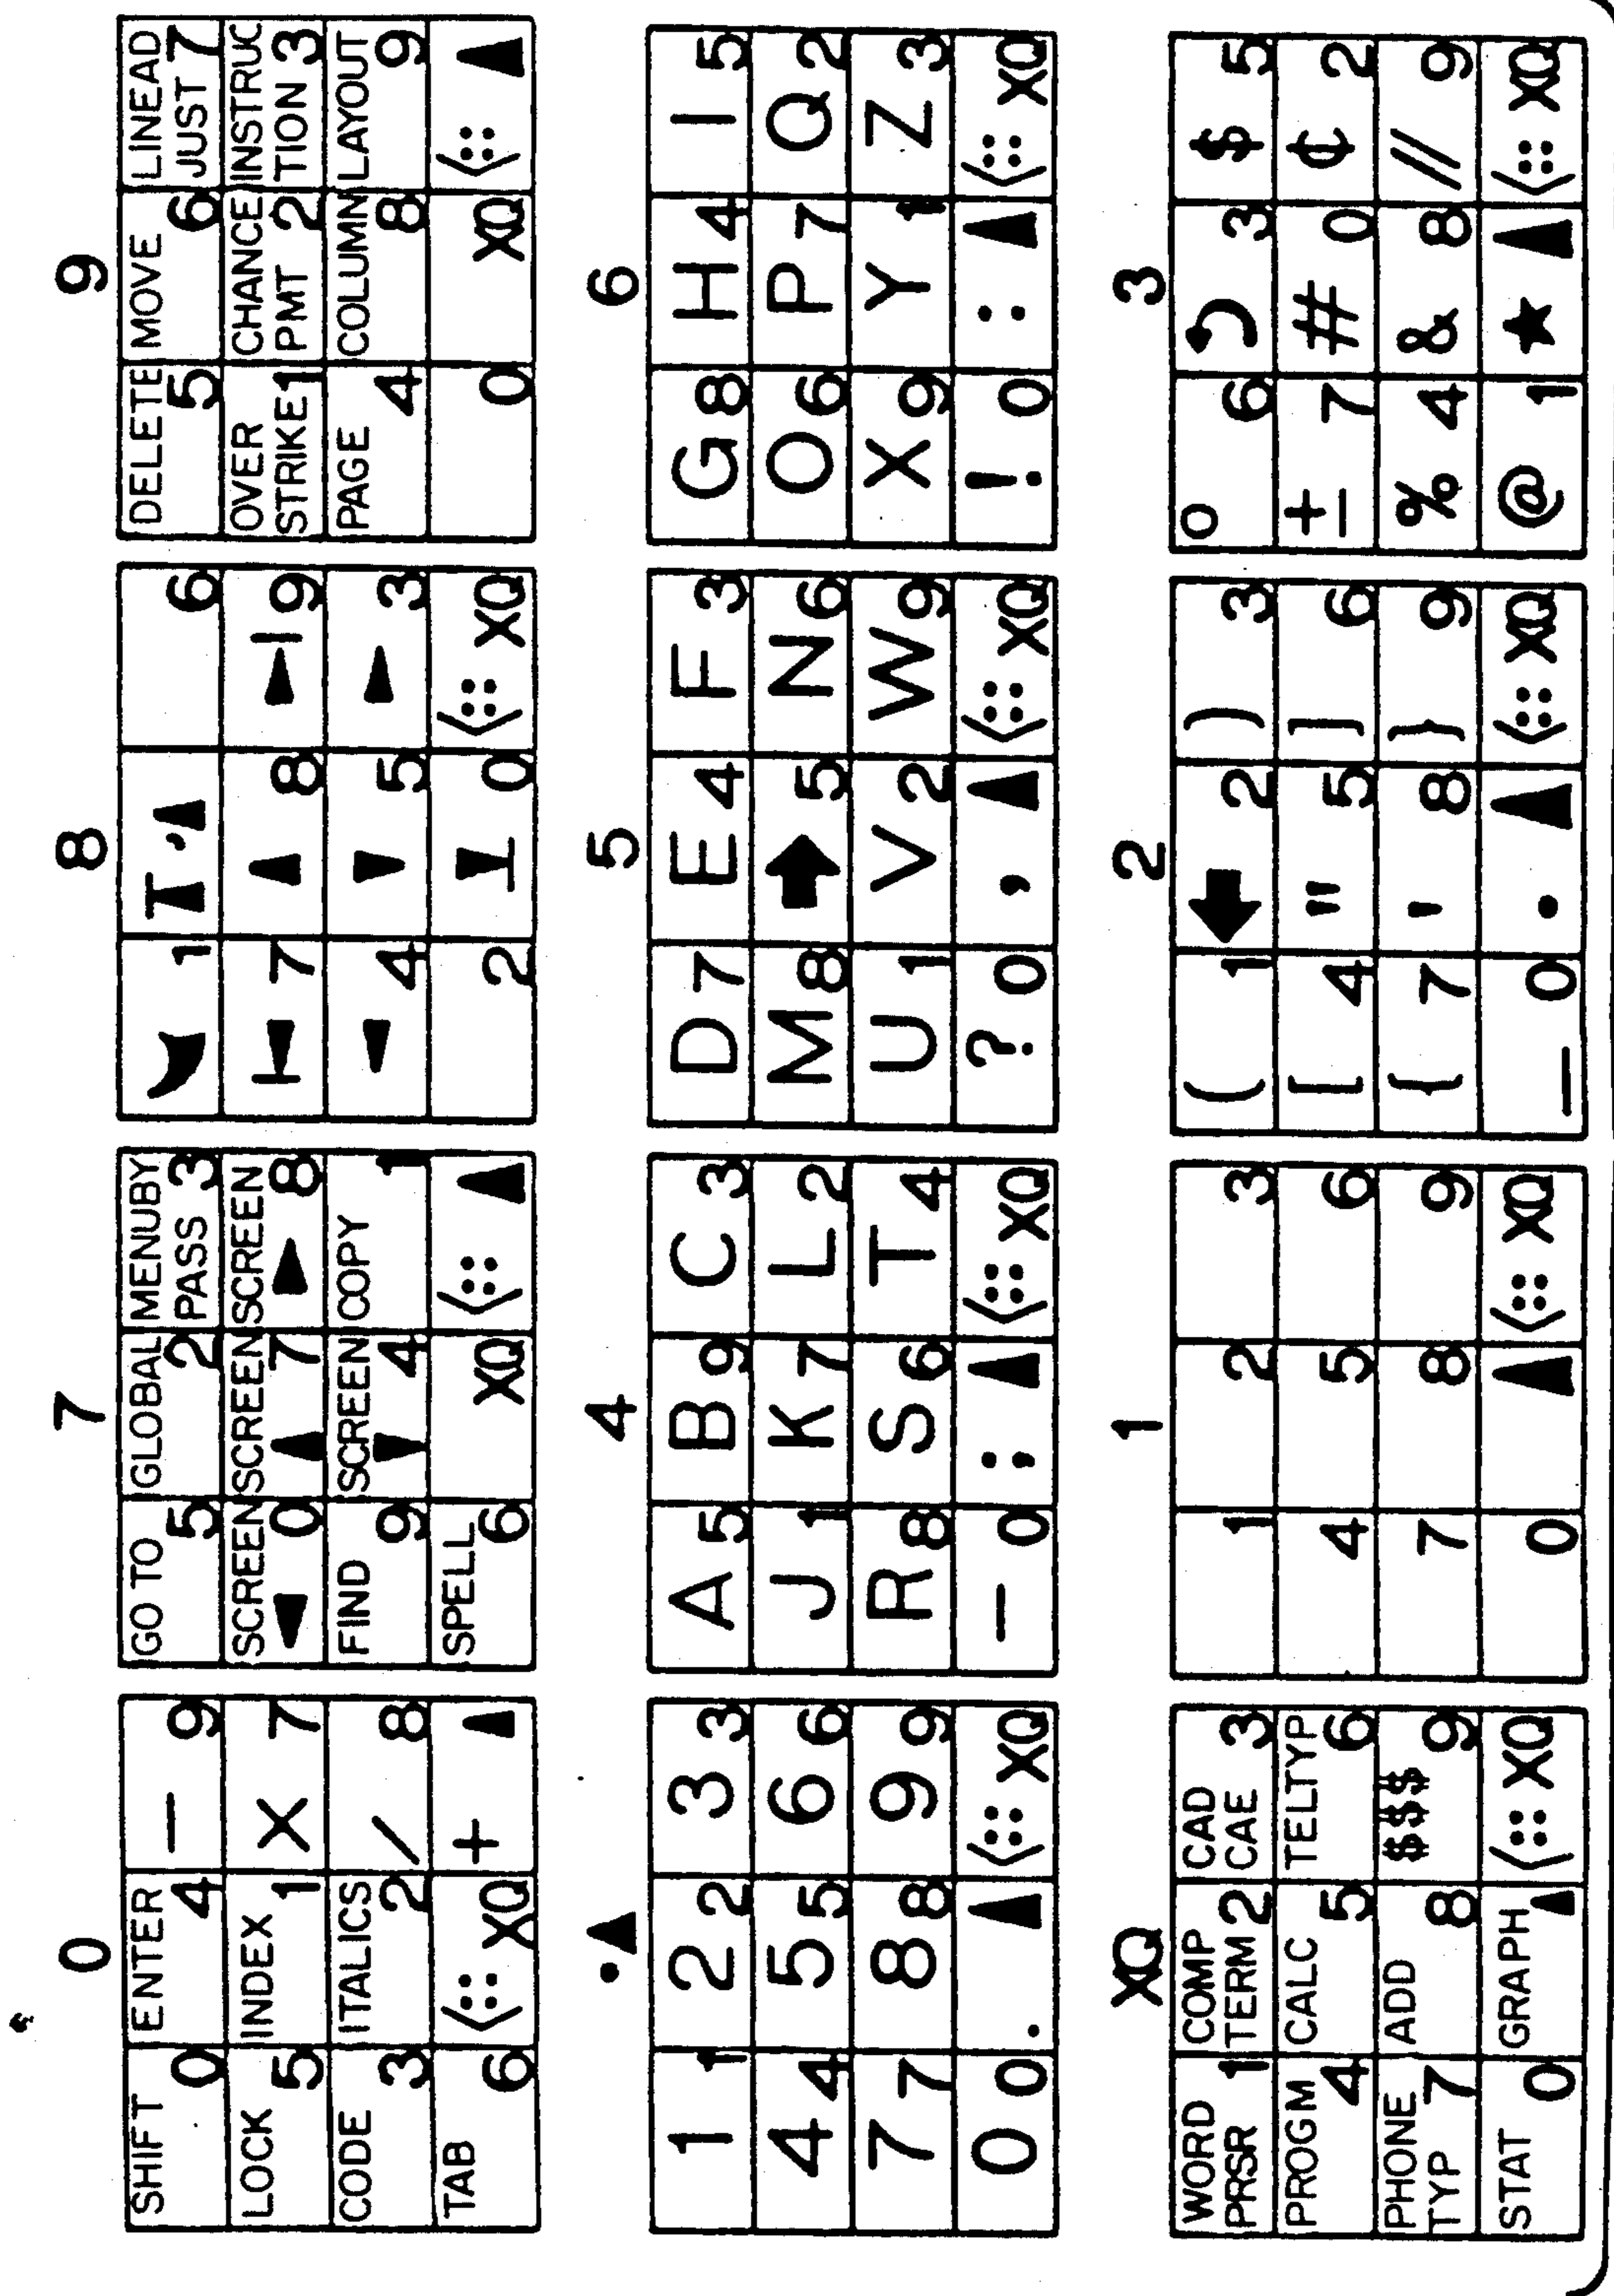 0
SHIFT 0 ENTER 4 — 9
LOCK 5 INDEX 1 X 7
CODE 3 ITALICS 2 / 8
TAB 6 XQ + ▲
7
GO TO 5 GLOBAL 2 MENUBY PASS 3
SCREEN ◀ 0 SCREEN ▲ 7 SCREEN ▶ 8
FIND 9 SCREEN ▼ 4 COPY 1
SPELL 6 XQ ▲
8
1 6
7 ▲ 8 9
◀ 4 ▼ 5 ▶ 3
2 0 XQ
9
DELETE 5 MOVE 6 LINEAD JUST 7
OVER STRIKE 1 CHANCE PMT 2 INSTRUC TION 3
PAGE 4 COLUMN 8 LAYOUT 9
0 XQ ▲
• ▲
1 1 2 2 3 3
4 4 5 5 6 6
7 7 8 8 9 9
0 0 . ▲ XQ
4
A 5 B 9 C 3
J 1 K 7 L 2
R 8 S 6 T 4
— 0 ; ▲ XQ
5
D 7 E 4 F 3
M 8 ➡ 5 N 6
U 1 V 2 W 9
? 0 , ▲ XQ
6
G 8 H 4 I 5
O 6 P 7 Q 2
X 9 Y 1 Z 3
! 0 : ▲ XQ
XQ
WORD PRSR 1 COMP TERM 2 CAD CAE 3
PROGM 4 CALC 5 TELTYP 6
PHONE TYP 7 ADD 8 $$$ 9
STAT 0 GRAPH ▲ XQ
1
1 2 3
4 5 6
7 8 9
0 ▲ XQ
2
( 1 ⬅ 2 ) 3
[ 4 " 5 ] 6
{ 7 ' 8 } 9
_ 0 • ▲ XQ
3
° 6 3 $ 5
± 7 # 0 ¢ 2
% 4 & 8 // 9
@ 1 ★ ▲ XQ